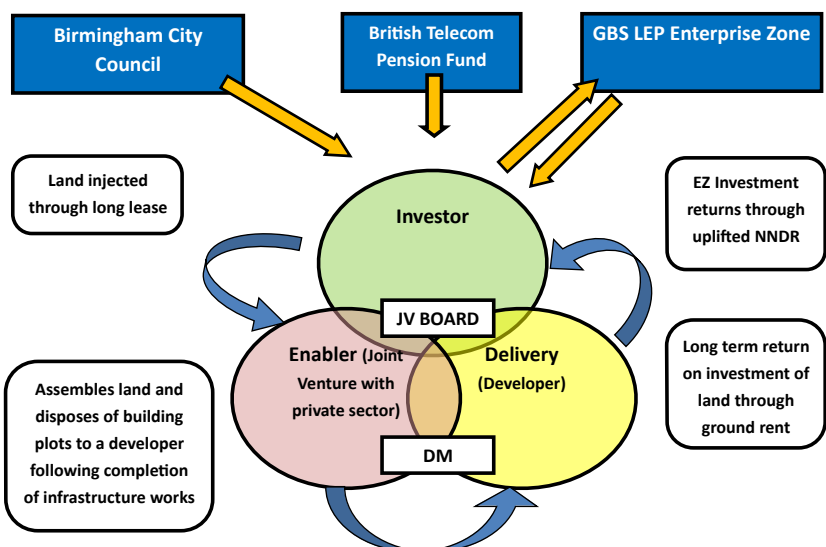 Birmingham City
Council
British Telecom
Pension Fund
GBS LEP Enterprise Zone
Land injected
through long lease
Investor
EZ Investment
returns through
uplifted NNDR
JV BOARD
Enabler (Joint
Venture with
private sector)
Delivery
(Developer)
Long term return
on investment of
land through
ground rent
Assembles land and
disposes of building
plots to a developer
following completion
of infrastructure works
DM